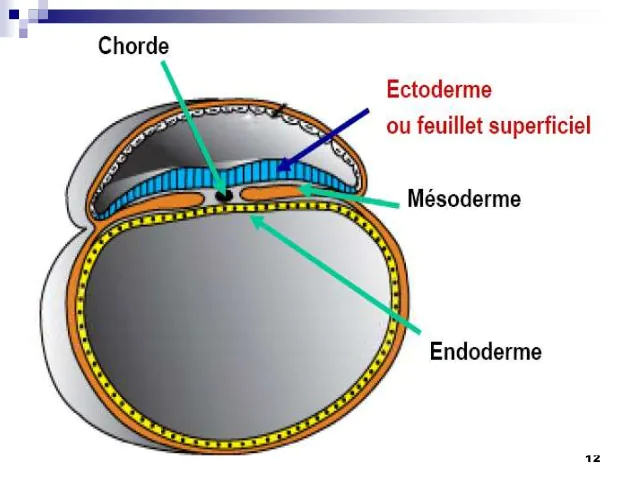 Chorde
Ectoderme
ou feuillet superficiel
Mésoderme
Endoderme
12